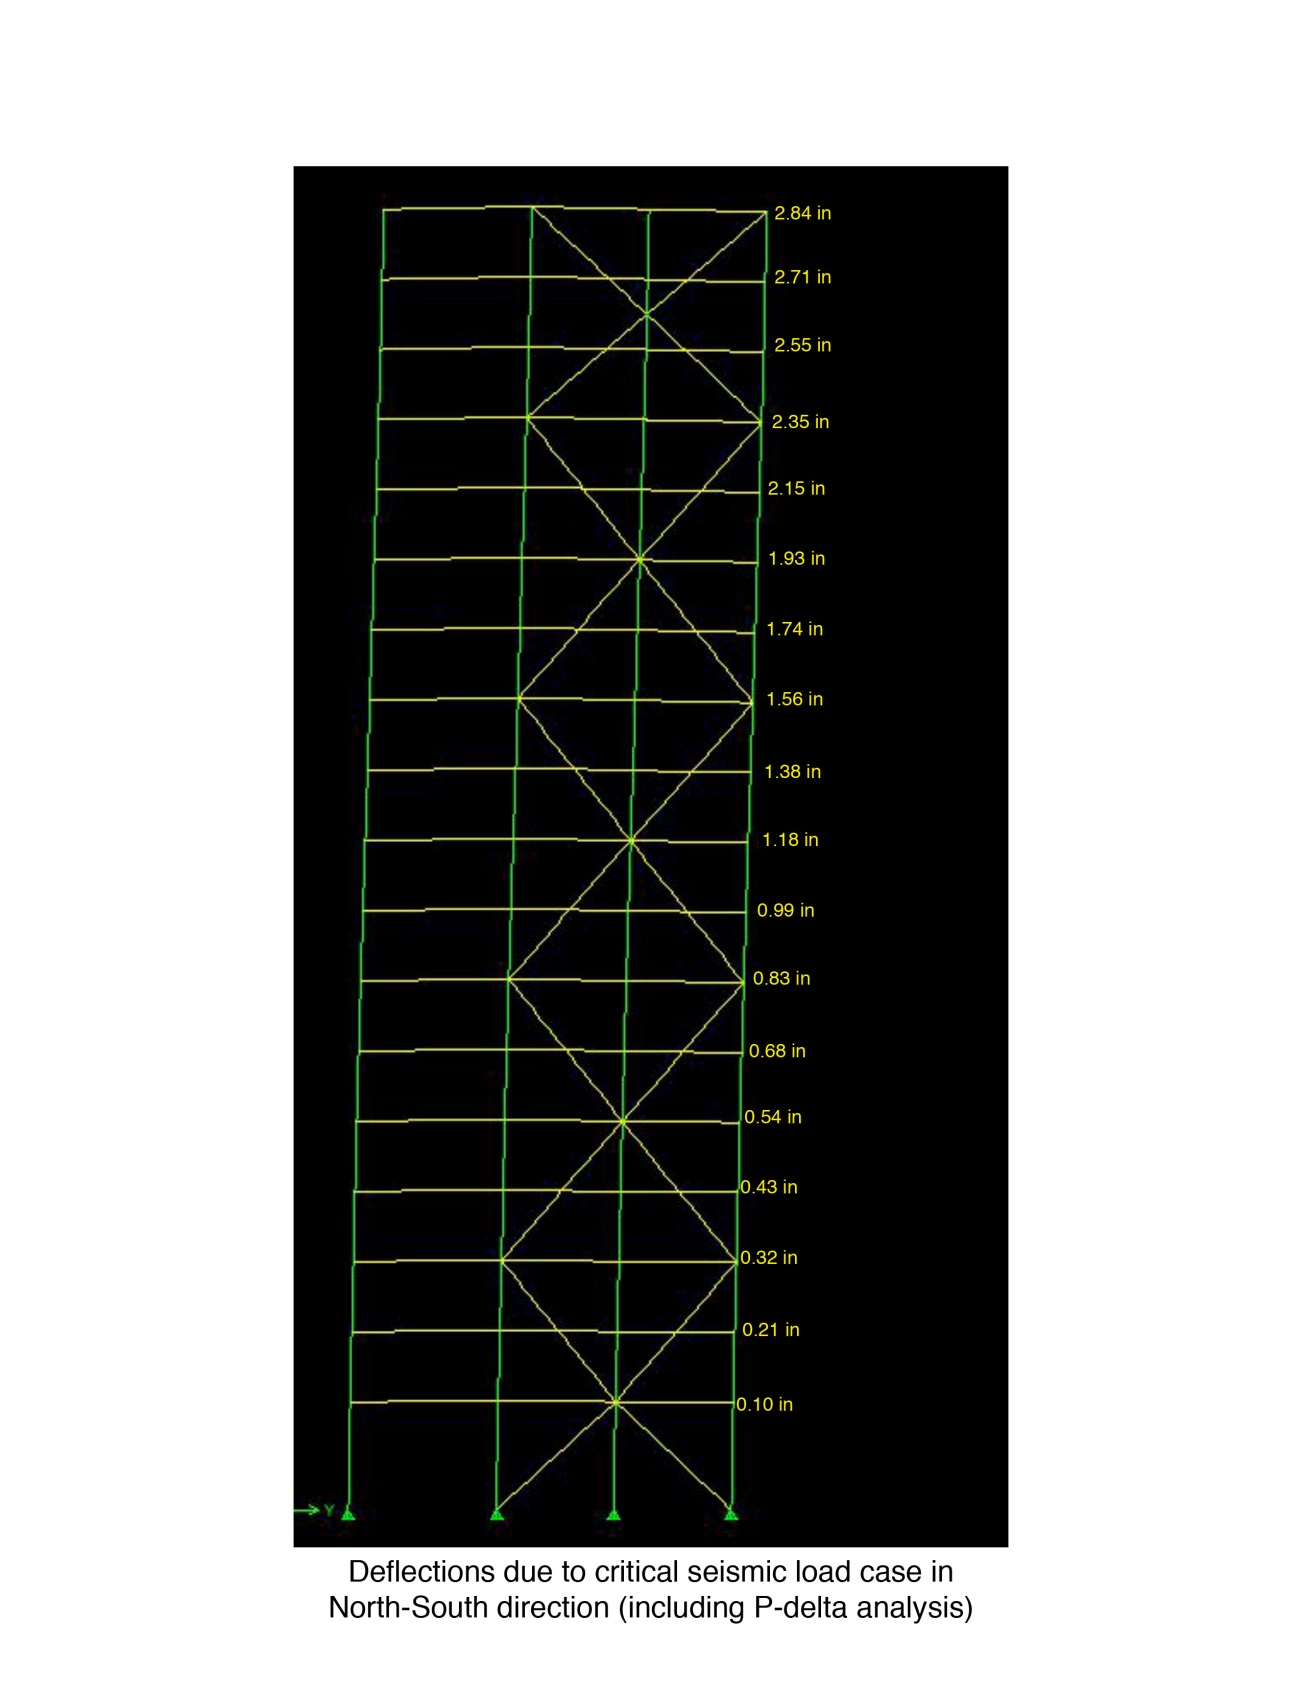 2.84 in
2.71 in
2.55 in
2.35 in
2.15 in
1.93 in
1.74 in
1.56 in
1.38 in
1.18 in
0.99 in
0.83 in
0.68 in
0.54 in
0.43 in
0.32 in
0.21 in
0.10 in
Y
Deflections due to critical seismic load case in
North-South direction (including P-delta analysis)